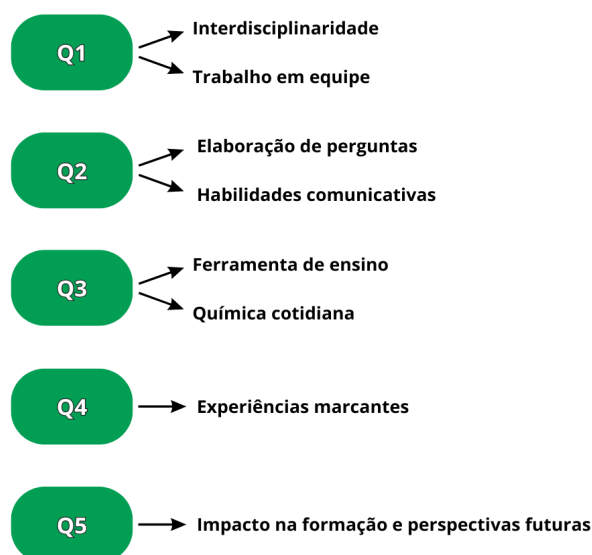 Q1
Interdisciplinaridade
Trabalho em equipe
Q2
Elaboração de perguntas
Habilidades comunicativas
Q3
Ferramenta de ensino
Química cotidiana
Q4
Experiências marcantes
Q5
Impacto na formação e perspectivas futuras